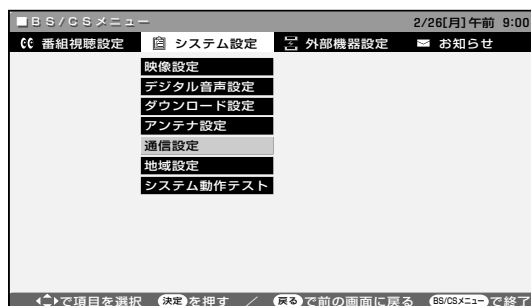 BS/CSメニュー 2/26[月]午前 9:00
番組視聴設定 システム設定 外部機器設定 お知らせ
映像設定
デジタル音声設定
ダウンロード設定
アンテナ設定
通信設定
地域設定
システム動作テスト
で項目を選択 決定を押す / 戻るで前の画面に戻る BS/CSメニューで終了